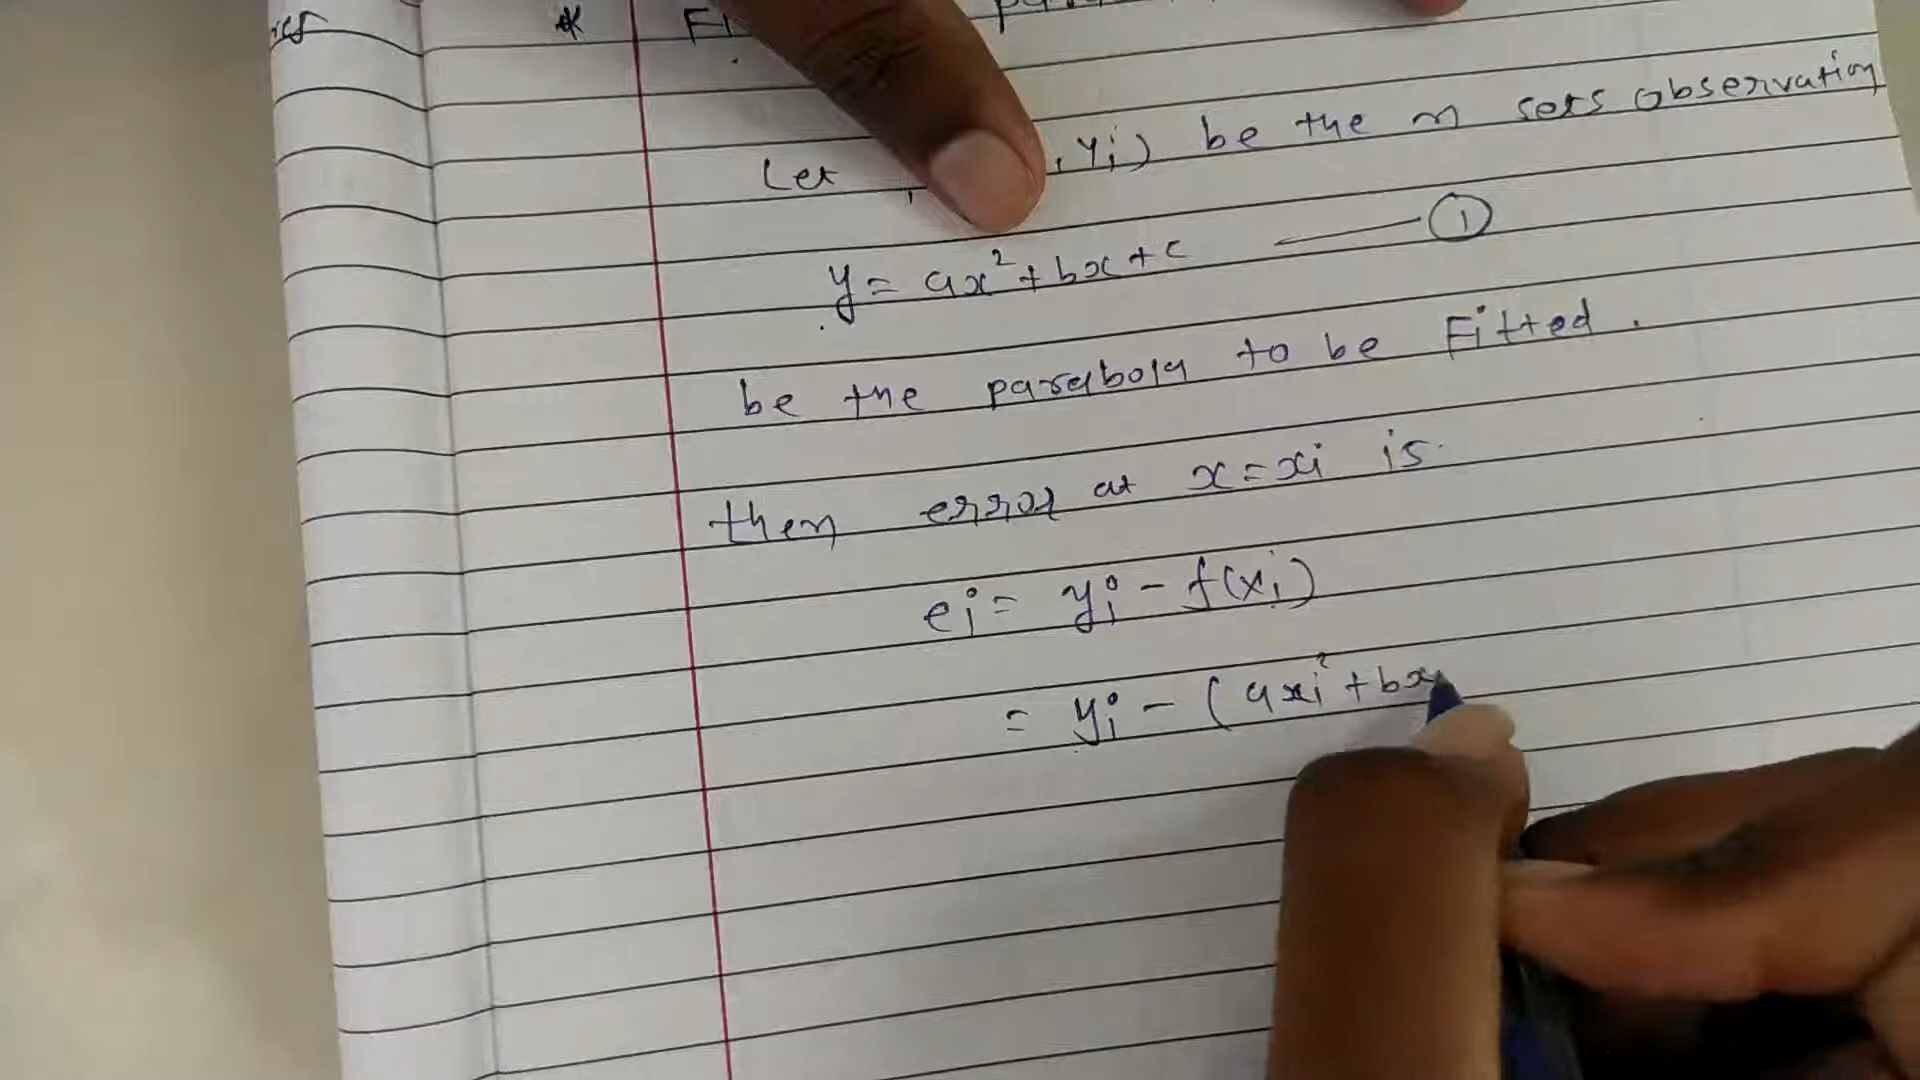 Let , yi) be the n sets observation
y = ax² + bx + c ——— ①
be the parabola to be Fitted.
then error at x = xi is
ei = yi - f(xi)
= yi - (axi² + bx